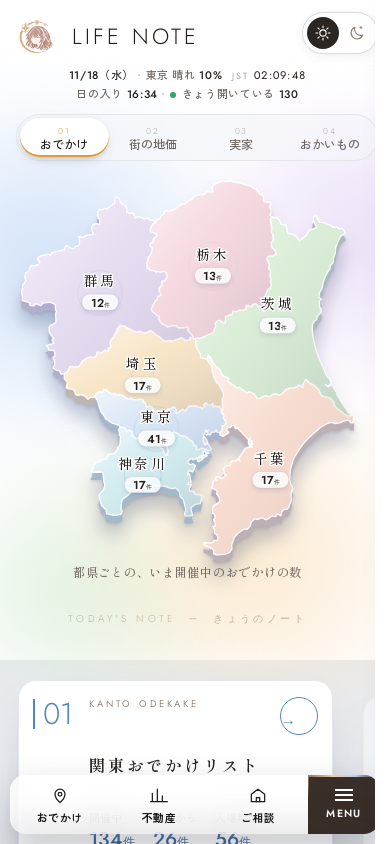 LIFE NOTE
11/18（水）・東京 晴れ 10% JST 02:09:48
日の入り 16:34・● きょう開いている 130
01 02 03 04
おでかけ 街の地価 実家 おかいもの
栃木
13件
群馬
12件
茨城
13件
埼玉
17件
東京
41件
神奈川
17件
千葉
17件
都県ごとの、いま開催中のおでかけの数
TODAY'S NOTE — きょうのノート
01 KANTO ODEKAKE →
関東おでかけリスト
おでかけ 不動産 ご相談 MENU
134件 26件 56件